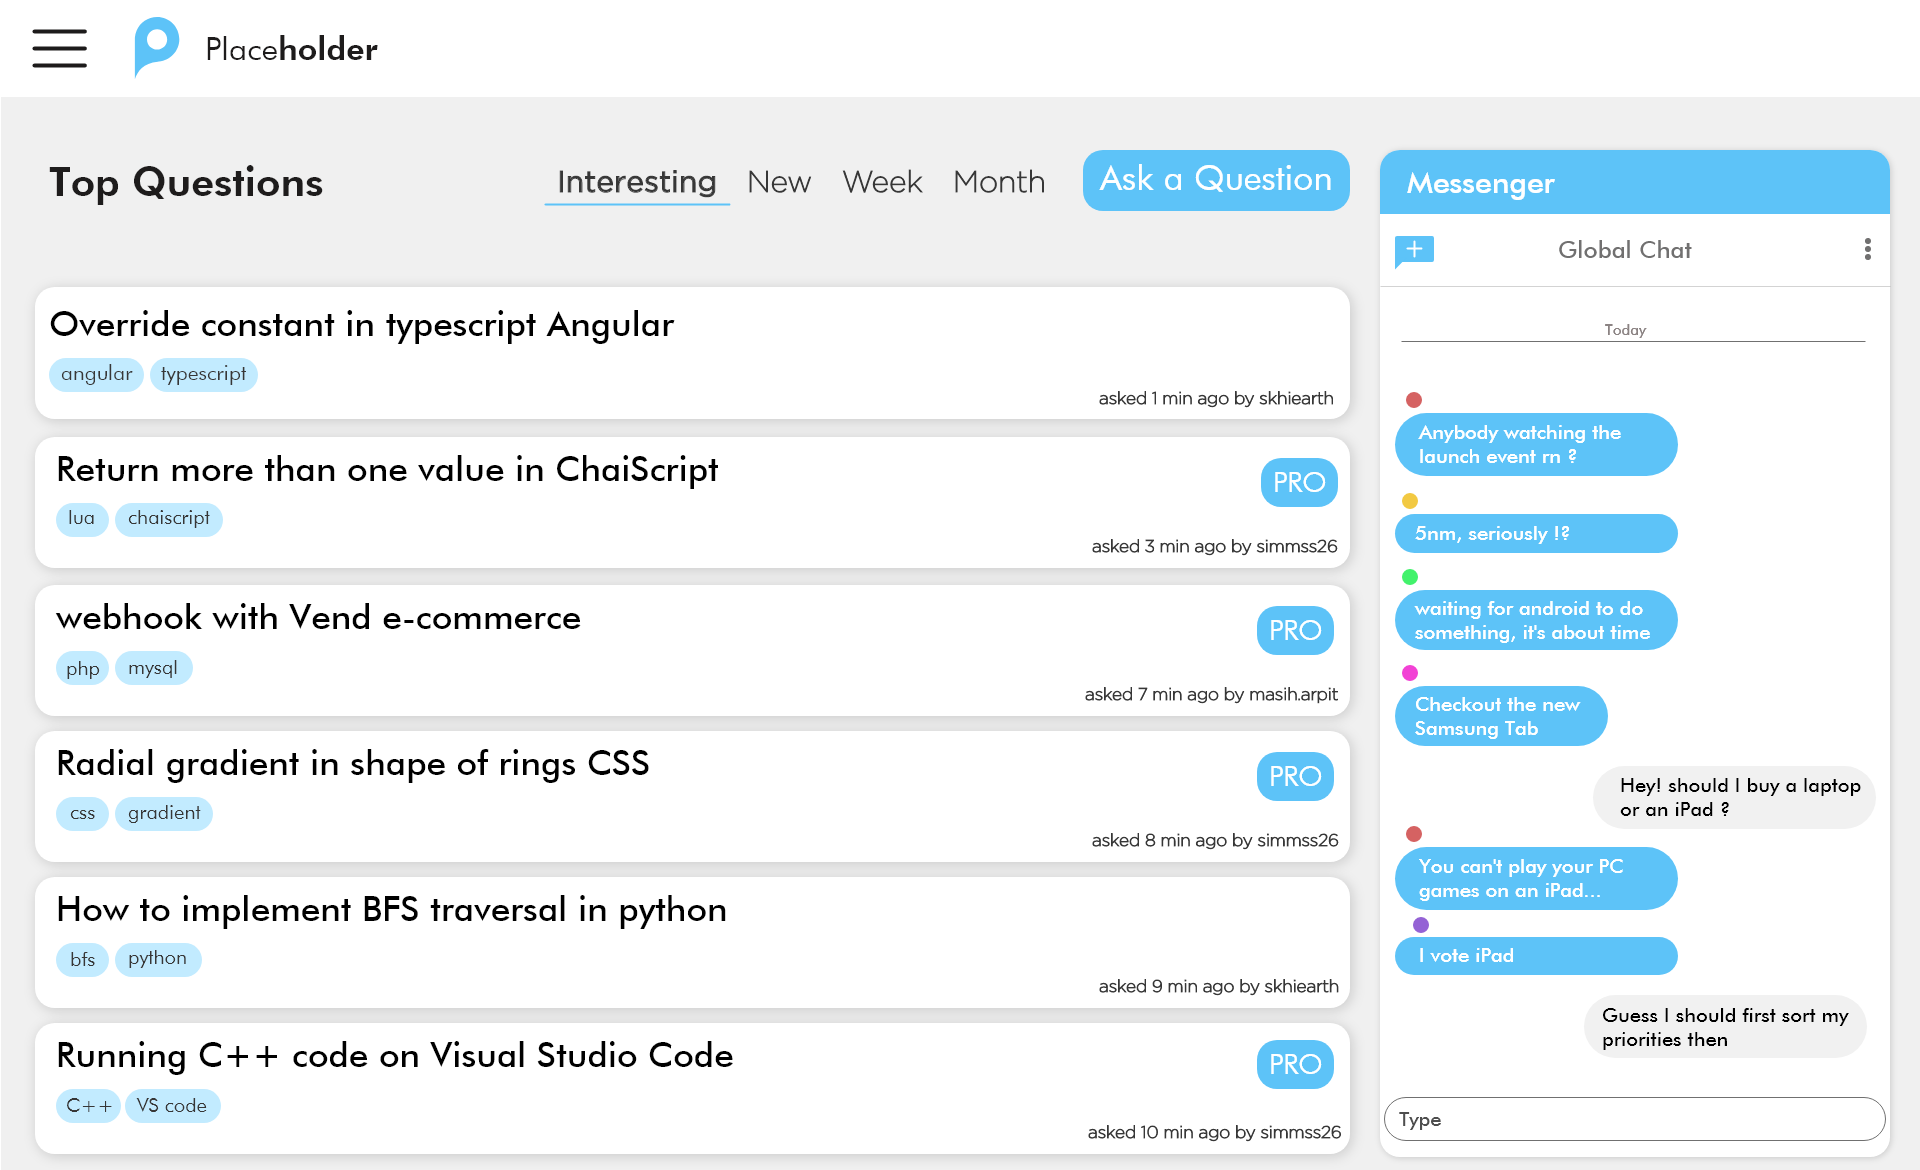 Placeholder
Top Questions
Interesting New Week Month
Ask a Question
Override constant in typescript Angular
angular typescript
asked 1 min ago by skhiearth
Return more than one value in ChaiScript
PRO
lua chaiscript
asked 3 min ago by simmss26
webhook with Vend e-commerce
PRO
php mysql
asked 7 min ago by masih.arpit
Radial gradient in shape of rings CSS
PRO
css gradient
asked 8 min ago by simmss26
How to implement BFS traversal in python
bfs python
asked 9 min ago by skhiearth
Running C++ code on Visual Studio Code
PRO
C++ VS code
asked 10 min ago by simmss26
Messenger
Global Chat
Today
Anybody watching the
launch event rn ?
5nm, seriously !?
waiting for android to do
something, it's about time
Checkout the new
Samsung Tab
Hey! should I buy a laptop
or an iPad ?
You can't play your PC
games on an iPad...
I vote iPad
Guess I should first sort my
priorities then
Type